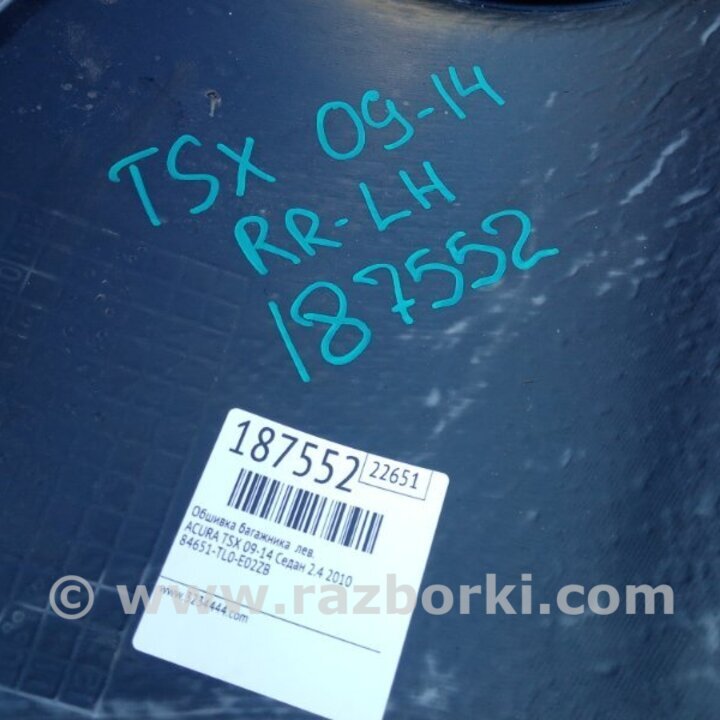 TSX 09-14
RR-LH
187552
187552 22651
Обшивка багажника лев.
ACURA TSX 09-14 Седан 2.4 2010
84651-TL0-E02ZB
© www.razborki.com